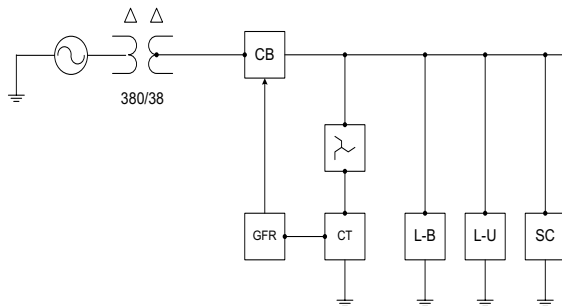 Δ Δ
CB
380/38
GFR
CT
L-B
L-U
SC